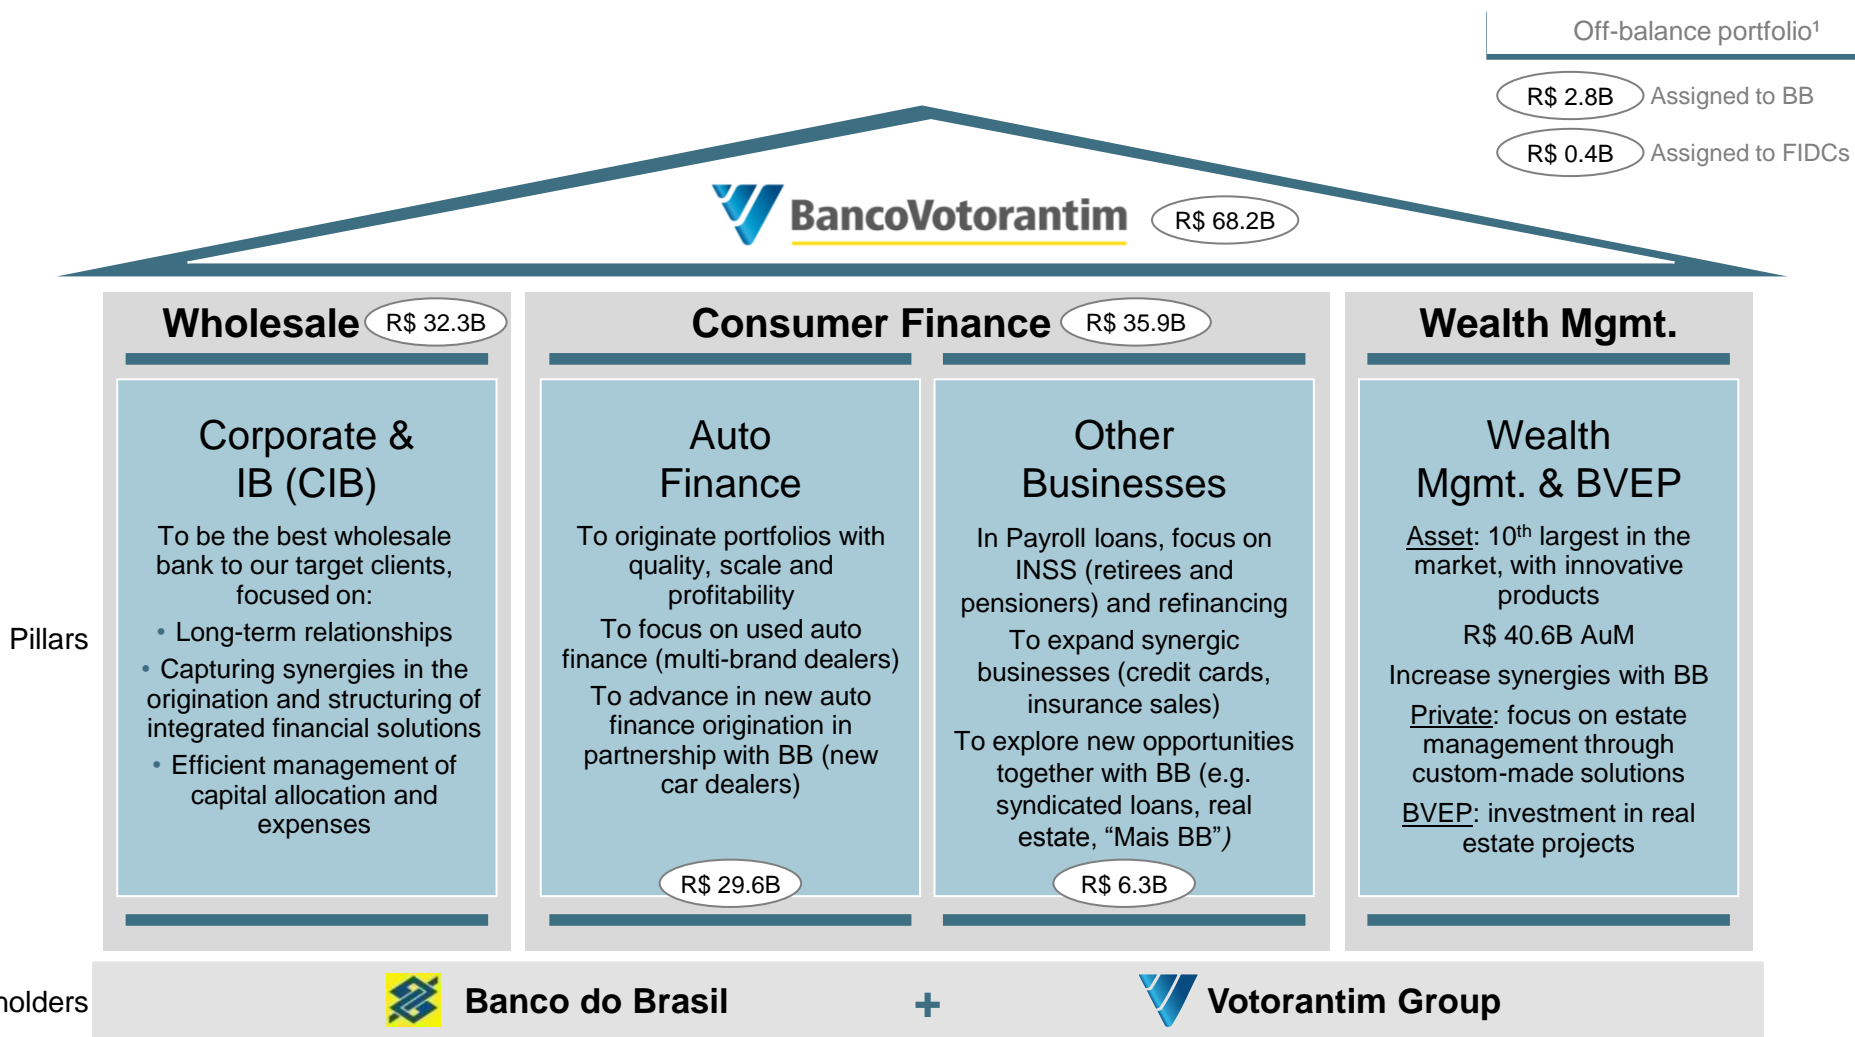 Off-balance portfolio¹
R$ 2.8B Assigned to BB
R$ 0.4B Assigned to FIDCs
BancoVotorantim R$ 68.2B
Wholesale R$ 32.3B
Corporate &
IB (CIB)
To be the best wholesale
bank to our target clients,
focused on:
• Long-term relationships
• Capturing synergies in the
origination and structuring of
integrated financial solutions
• Efficient management of
capital allocation and
expenses
Consumer Finance R$ 35.9B
Auto
Finance
To originate portfolios with
quality, scale and
profitability
To focus on used auto
finance (multi-brand dealers)
To advance in new auto
finance origination in
partnership with BB (new
car dealers)
R$ 29.6B
Other
Businesses
In Payroll loans, focus on
INSS (retirees and
pensioners) and refinancing
To expand synergic
businesses (credit cards,
insurance sales)
To explore new opportunities
together with BB (e.g.
syndicated loans, real
estate, “Mais BB”)
R$ 6.3B
Wealth Mgmt.
Wealth
Mgmt. & BVEP
Asset: 10th largest in the
market, with innovative
products
R$ 40.6B AuM
Increase synergies with BB
Private: focus on estate
management through
custom-made solutions
BVEP: investment in real
estate projects
Pillars
holders
Banco do Brasil + Votorantim Group